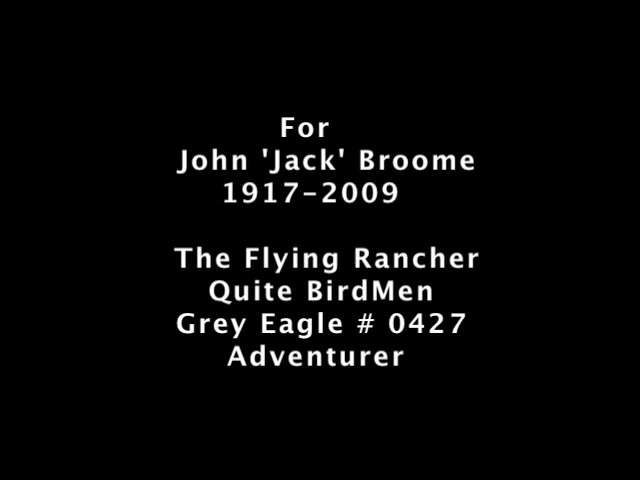 For
John 'Jack' Broome
1917-2009
The Flying Rancher
Quite BirdMen
Grey Eagle # 0427
Adventurer